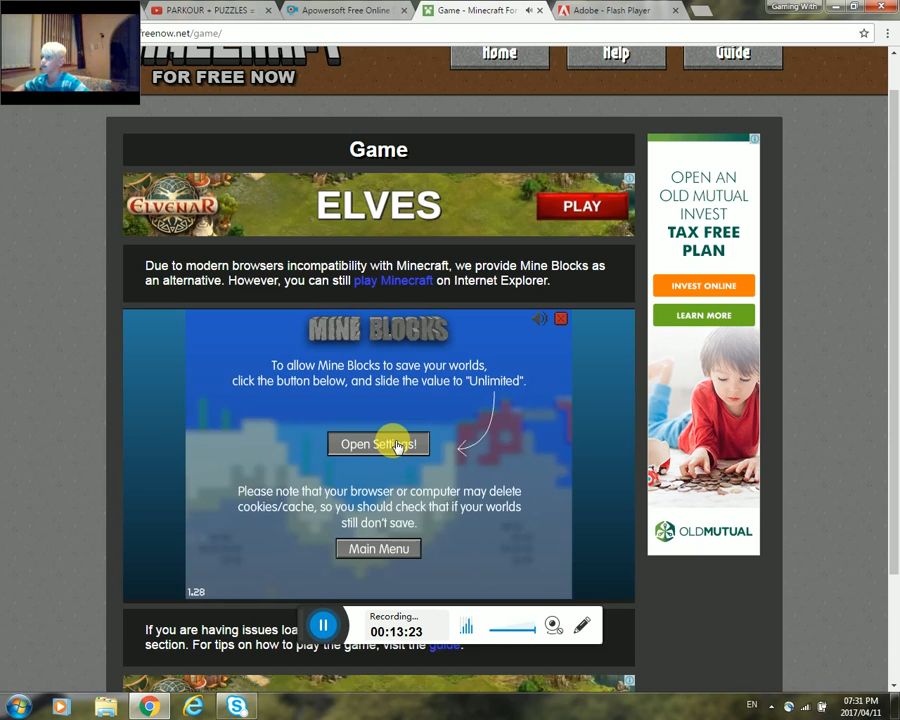 PARKOUR + PUZZLES =
Apowersoft Free Online
Game - Minecraft For
Adobe - Flash Player
Gaming With
eenow.net/game/
FOR FREE NOW
Home
Help
Guide
Game
ELVENAR
ELVES
PLAY
Due to modern browsers incompatibility with Minecraft, we provide Mine Blocks as
an alternative. However, you can still play Minecraft on Internet Explorer.
MINE BLOCKS
To allow Mine Blocks to save your worlds,
click the button below, and slide the value to "Unlimited".
Open Settings!
Please note that your browser or computer may delete
cookies/cache, so you should check that if your worlds
still don't save.
Main Menu
1.28
OPEN AN
OLD MUTUAL
INVEST
TAX FREE
PLAN
INVEST ONLINE
LEARN MORE
OLDMUTUAL
Recording...
00:13:23
If you are having issues loa
section. For tips on how to play the game, visit the guide.
EN
07:31 PM
2017/04/11